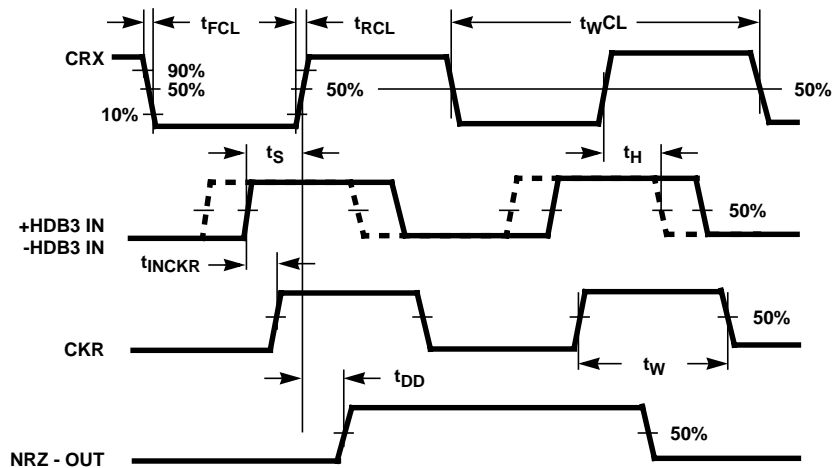 tFCL
tRCL
tWCL
CRX
90%
50%
10%
50%
50%
tS
tH
+HDB3 IN
-HDB3 IN
50%
tINCKR
CKR
50%
tW
tDD
NRZ - OUT
50%